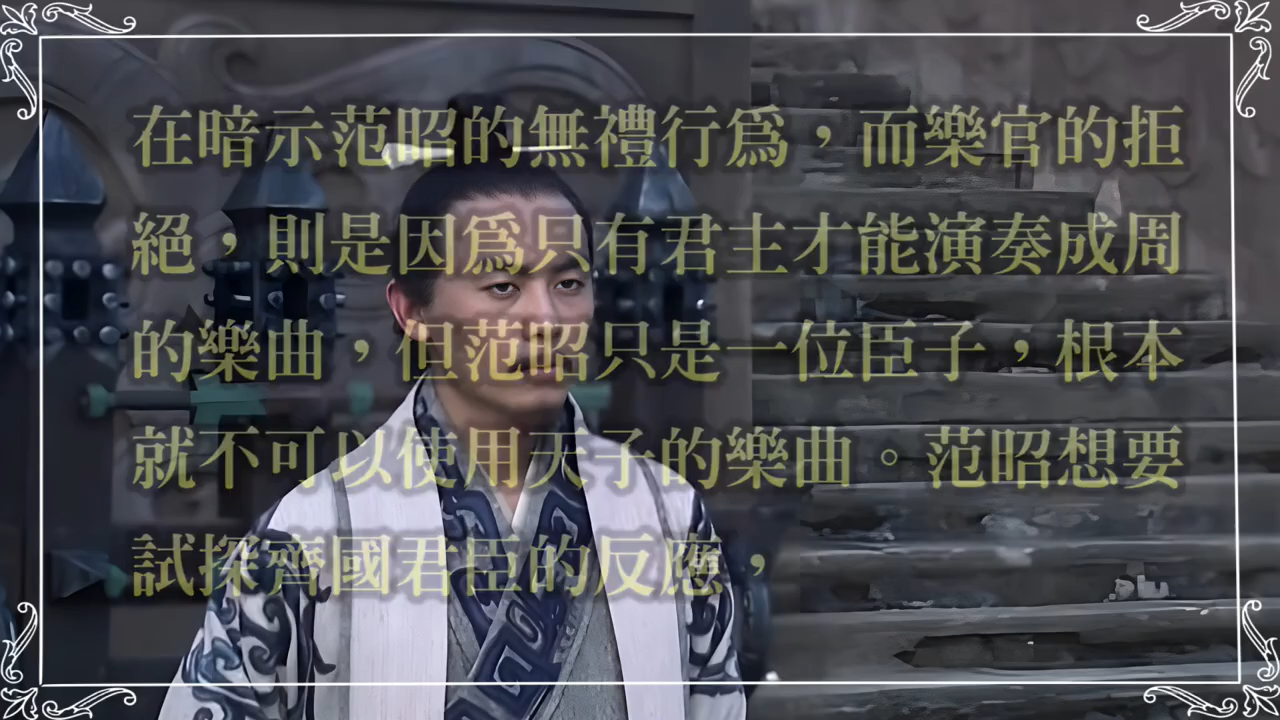 在暗示范昭的無禮行爲，而樂官的拒
絕，則是因爲只有君主才能演奏成周
的樂曲，但范昭只是一位臣子，根本
就不可以使用天子的樂曲。范昭想要
試探齊國君臣的反應，